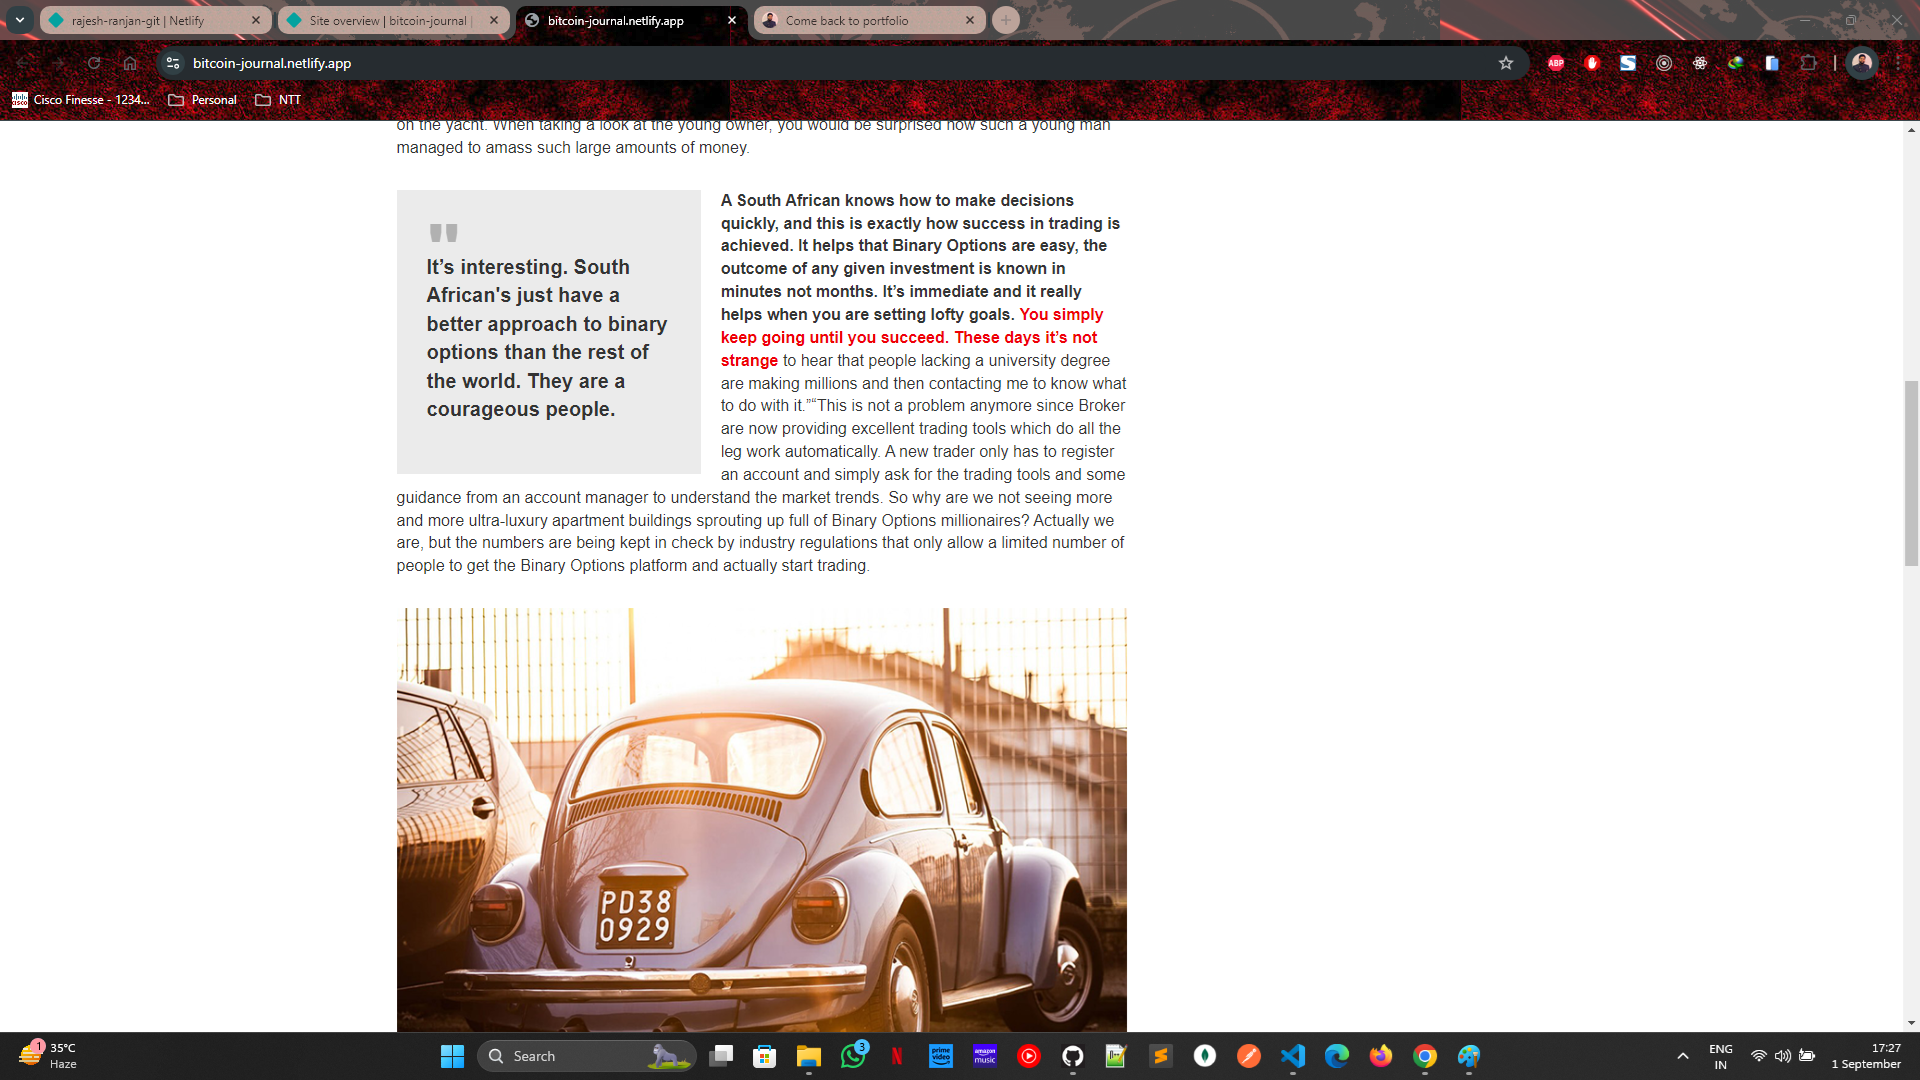 rajesh-ranjan-git | Netlify
Site overview | bitcoin-journal |
bitcoin-journal.netlify.app
Come back to portfolio
bitcoin-journal.netlify.app
ABP
Cisco Finesse - 1234...
Personal
NTT
on the yacht. When taking a look at the young owner, you would be surprised how such a young man
managed to amass such large amounts of money.
"
It’s interesting. South
African's just have a
better approach to binary
options than the rest of
the world. They are a
courageous people.
A South African knows how to make decisions
quickly, and this is exactly how success in trading is
achieved. It helps that Binary Options are easy, the
outcome of any given investment is known in
minutes not months. It’s immediate and it really
helps when you are setting lofty goals. You simply
keep going until you succeed. These days it’s not
strange to hear that people lacking a university degree
are making millions and then contacting me to know what
to do with it.”“This is not a problem anymore since Broker
are now providing excellent trading tools which do all the
leg work automatically. A new trader only has to register
an account and simply ask for the trading tools and some
guidance from an account manager to understand the market trends. So why are we not seeing more
and more ultra-luxury apartment buildings sprouting up full of Binary Options millionaires? Actually we
are, but the numbers are being kept in check by industry regulations that only allow a limited number of
people to get the Binary Options platform and actually start trading.
PD38
0929
1
35°C
Haze
Search
3
prime video
amazon music
ENG
IN
17:27
1 September